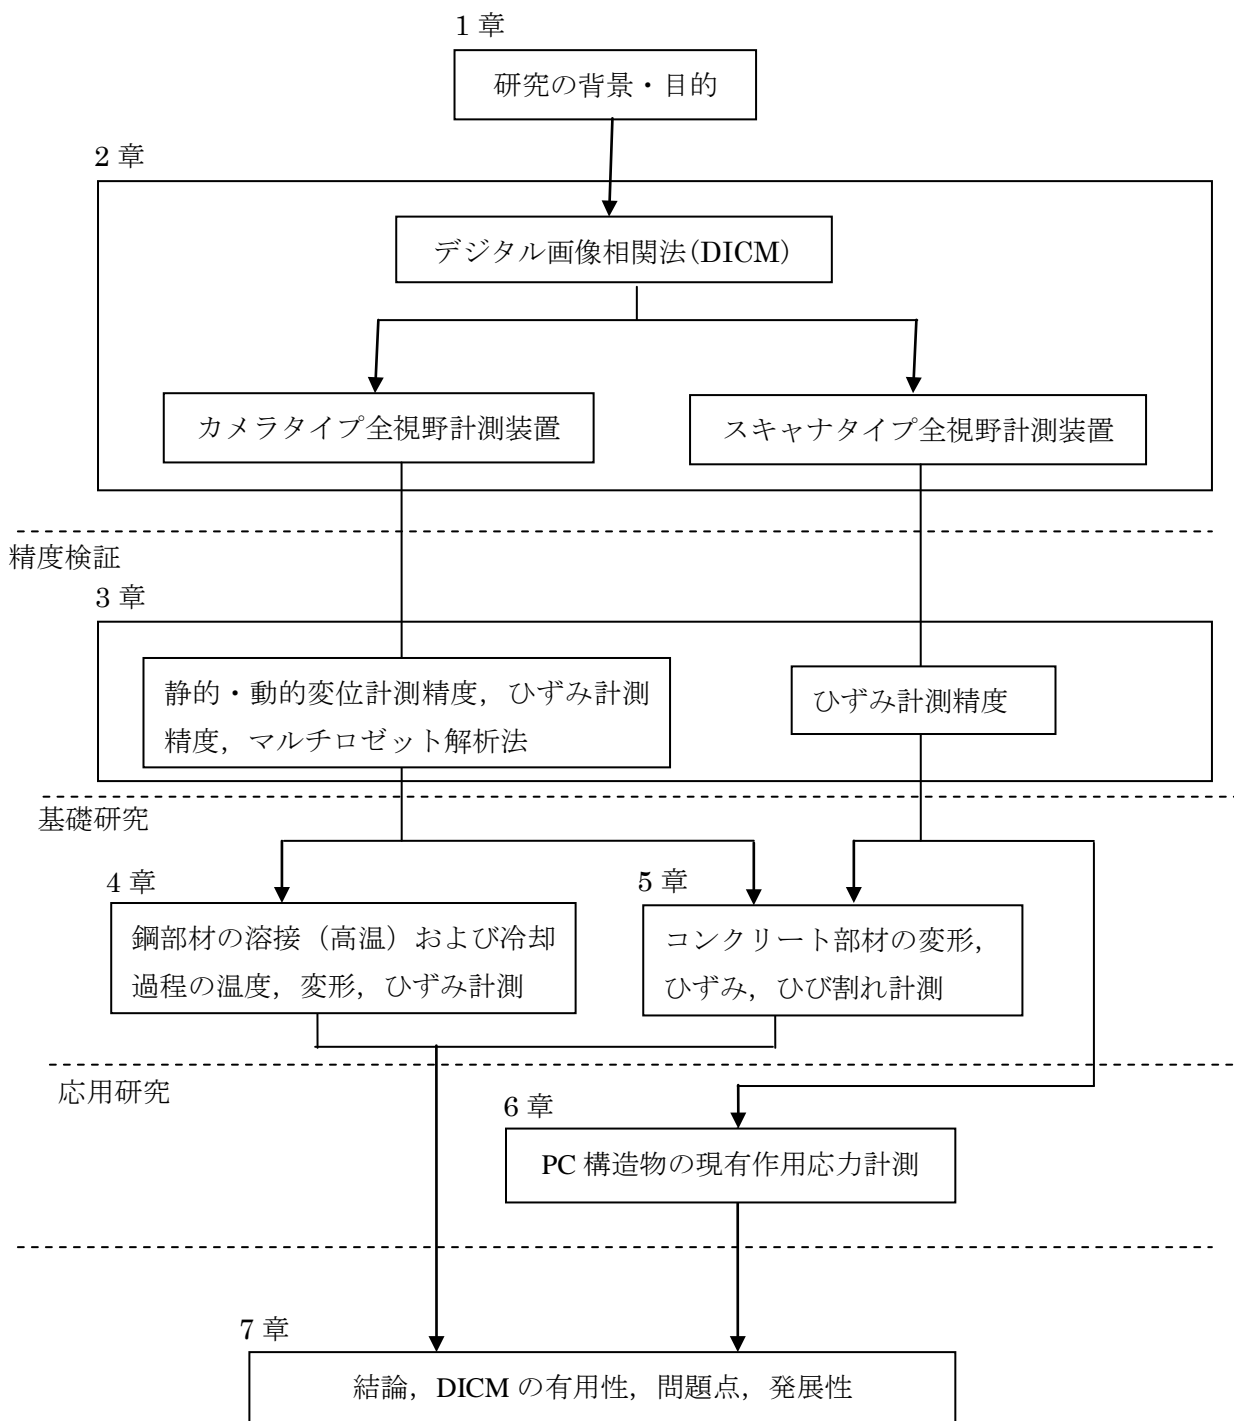 1 章
研究の背景・目的
2 章
デジタル画像相関法(DICM)
カメラタイプ全視野計測装置
スキャナタイプ全視野計測装置
精度検証
3 章
静的・動的変位計測精度，ひずみ計測
精度，マルチロゼット解析法
ひずみ計測精度
基礎研究
4 章
鋼部材の溶接（高温）および冷却
過程の温度，変形，ひずみ計測
5 章
コンクリート部材の変形，
ひずみ，ひび割れ計測
応用研究
6 章
PC 構造物の現有作用応力計測
7 章
結論，DICM の有用性，問題点，発展性